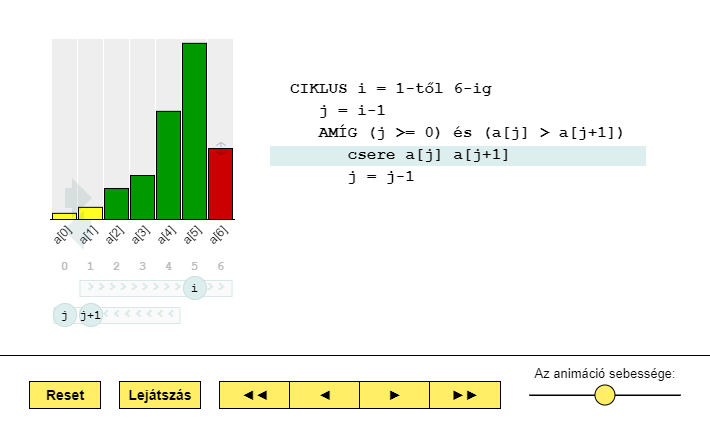 CIKLUS i = 1-től 6-ig
j = i-1
AMÍG (j >= 0) és (a[j] > a[j+1])
csere a[j] a[j+1]
j = j-1
a[0] a[1] a[2] a[3] a[4] a[5] a[6]
0 1 2 3 4 5 6
i
j j+1
Az animáció sebessége:
Reset Lejátszás